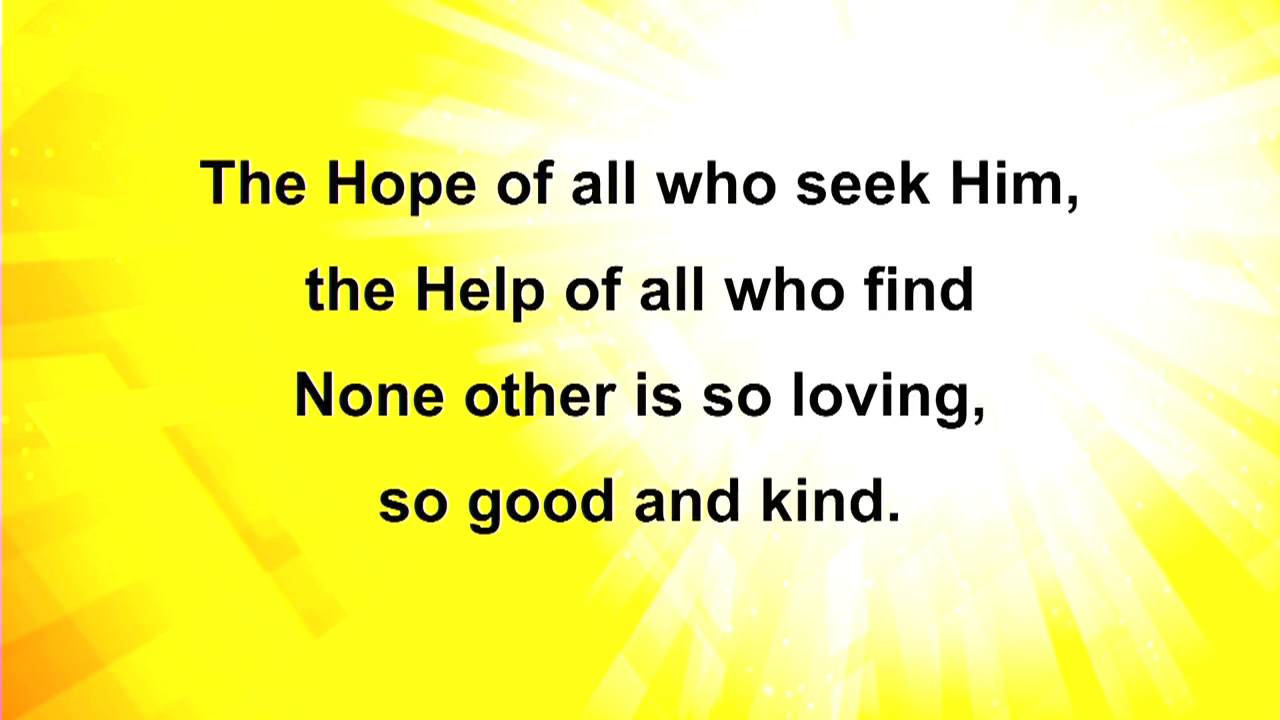 The Hope of all who seek Him,
the Help of all who find
None other is so loving,
so good and kind.